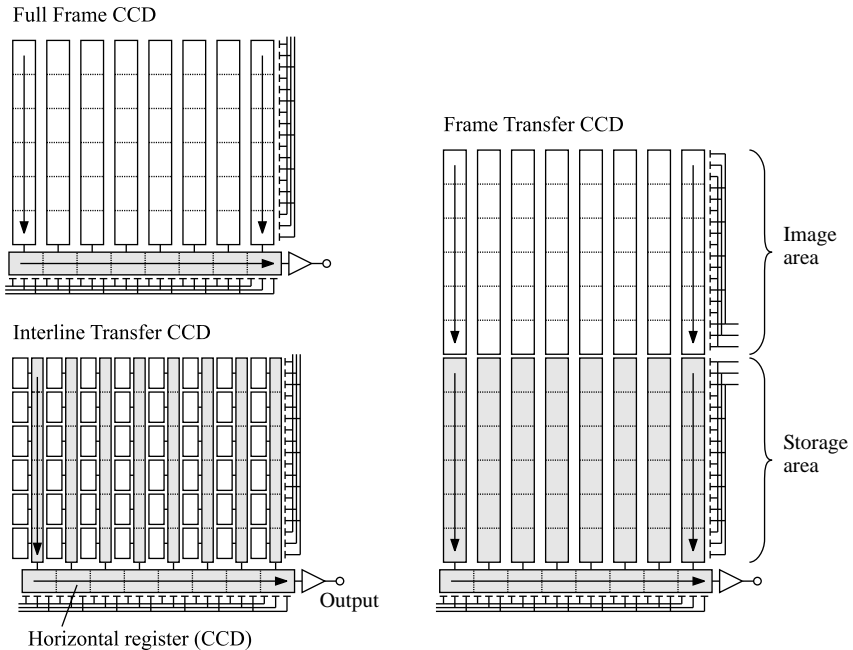 Full Frame CCD
Frame Transfer CCD
Image
area
Interline Transfer CCD
Storage
area
Output
Horizontal register (CCD)